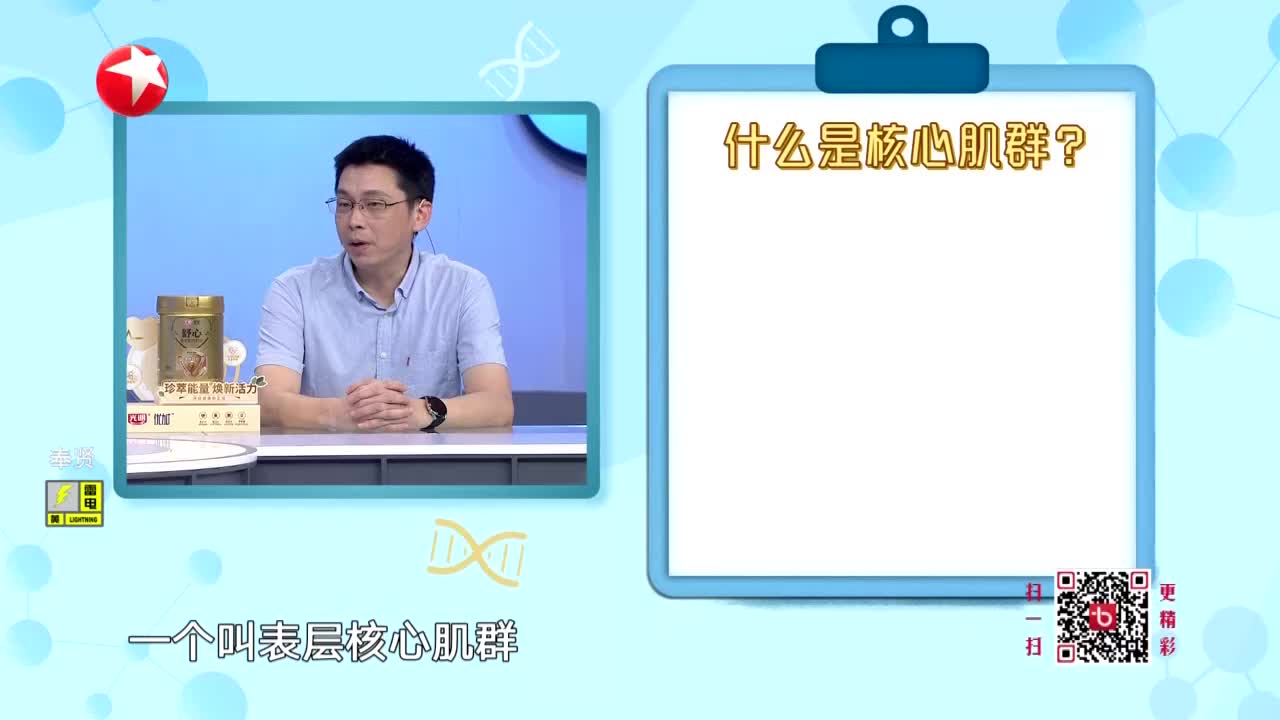 什么是核心肌群？
舒心
珍萃能量 焕新活力
光明 优加
奉贤
雷电
黄 LIGHTNING
一个叫表层核心肌群
扫一扫
更精彩